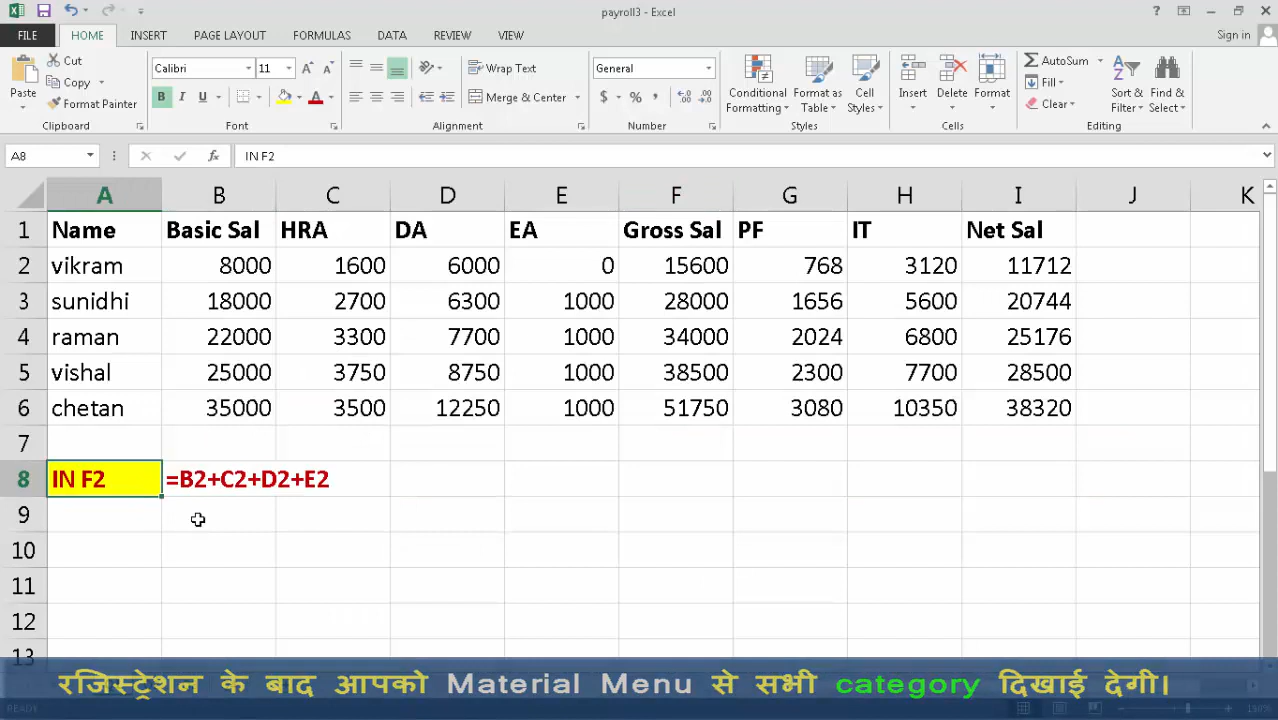 payroll3 - Excel
FILE HOME INSERT PAGE LAYOUT FORMULAS DATA REVIEW VIEW Sign in
Paste Cut Copy Format Painter Clipboard
Calibri 11 B I U A Font
Wrap Text Merge & Center Alignment
General $ % , Number
Conditional Formatting Format as Table Cell Styles Styles
Insert Delete Format Cells
AutoSum Fill Clear Sort & Filter Find & Select Editing
A8 fx IN F2
A B C D E F G H I J K
1 Name Basic Sal HRA DA EA Gross Sal PF IT Net Sal
2 vikram 8000 1600 6000 0 15600 768 3120 11712
3 sunidhi 18000 2700 6300 1000 28000 1656 5600 20744
4 raman 22000 3300 7700 1000 34000 2024 6800 25176
5 vishal 25000 3750 8750 1000 38500 2300 7700 28500
6 chetan 35000 3500 12250 1000 51750 3080 10350 38320
7
8 IN F2 =B2+C2+D2+E2
9
10
11
12
13
रजिस्ट्रेशन के बाद आपको Material Menu से सभी category दिखाई देगी।
READY 190%